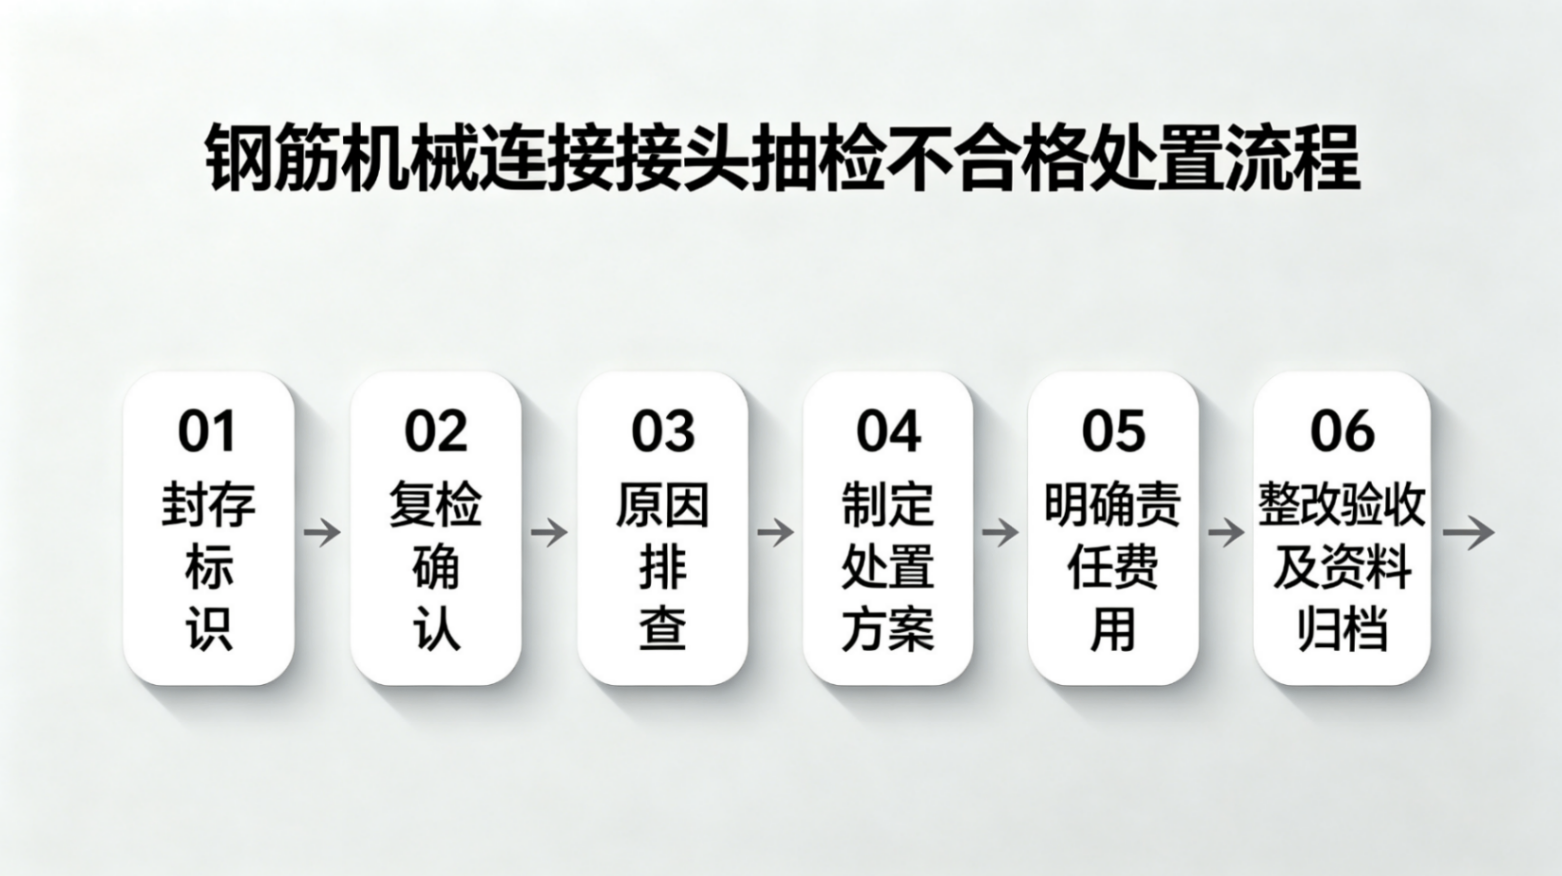 钢筋机械连接接头抽检不合格处置流程
01
封存
标
识
02
复检
确
认
03
原因
排
查
04
制定
处置
方案
05
明确责
任费
用
06
整改验收
及资料
归档